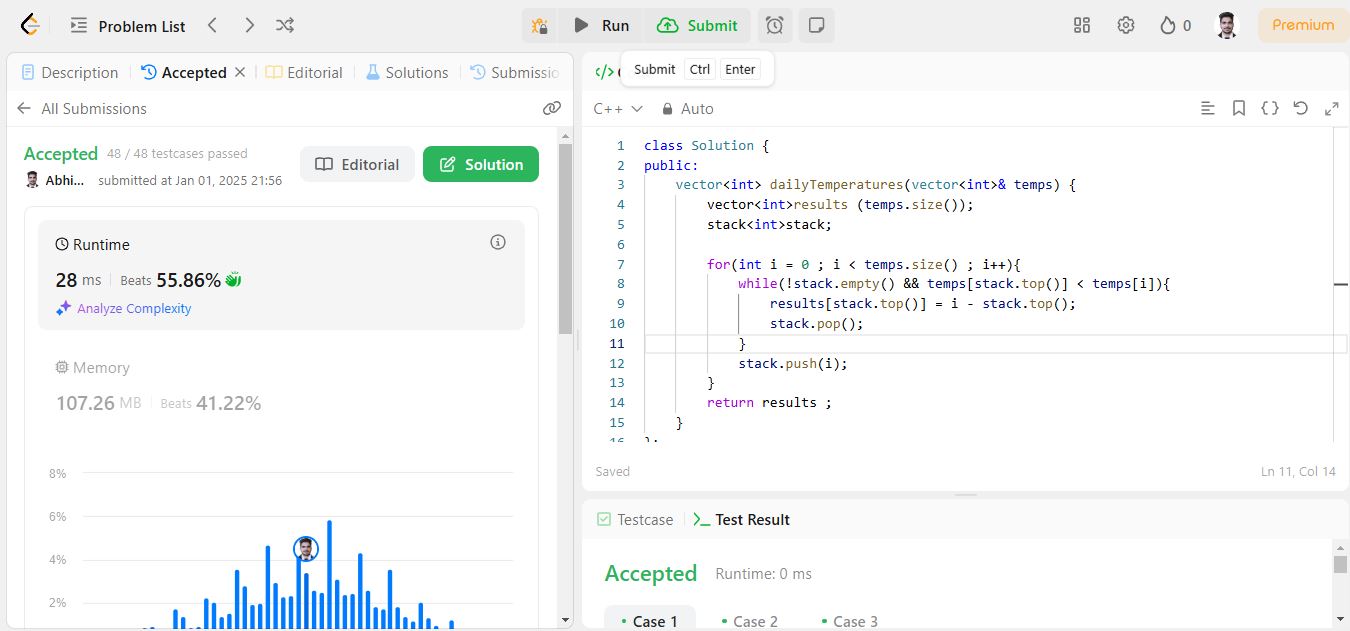 Problem List Run Submit 0 Premium
Description Accepted Editorial Solutions Submissio
Submit Ctrl Enter
All Submissions
C++ Auto
Accepted 48 / 48 testcases passed
Abhi... submitted at Jan 01, 2025 21:56
Editorial Solution
Runtime
28 ms Beats 55.86%
Analyze Complexity
Memory
107.26 MB Beats 41.22%
8%
6%
4%
2%
1 class Solution {
2 public:
3 vector<int> dailyTemperatures(vector<int>& temps) {
4 vector<int>results (temps.size());
5 stack<int>stack;
6
7 for(int i = 0 ; i < temps.size() ; i++){
8 while(!stack.empty() && temps[stack.top()] < temps[i]){
9 results[stack.top()] = i - stack.top();
10 stack.pop();
11 }
12 stack.push(i);
13 }
14 return results ;
15 }
16 };
Saved Ln 11, Col 14
Testcase >_ Test Result
Accepted Runtime: 0 ms
• Case 1 • Case 2 • Case 3